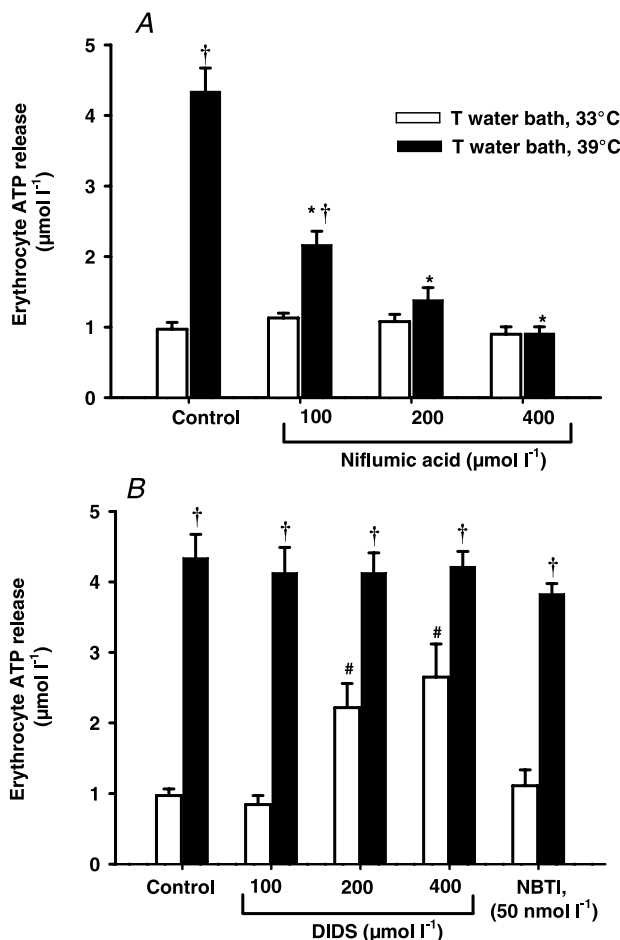 A
Erythrocyte ATP release
(µmol l⁻¹)
5
4
3
2
1
0
†
* †
*
*
T water bath, 33°C
T water bath, 39°C
Control
100
200
400
Niflumic acid (µmol l⁻¹)
B
Erythrocyte ATP release
(µmol l⁻¹)
5
4
3
2
1
0
†
†
†
†
†
#
#
Control
100
200
400
NBTI,
(50 nmol l⁻¹)
DIDS (µmol l⁻¹)